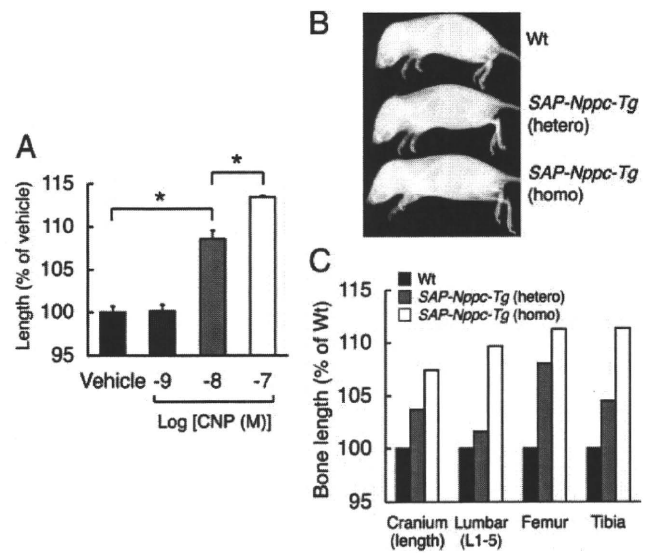 A
Length (% of vehicle)
115
110
105
100
95
*
*
Vehicle -9 -8 -7
Log [CNP (M)]
B
Wt
SAP-Nppc-Tg
(hetero)
SAP-Nppc-Tg
(homo)
C
Wt
SAP-Nppc-Tg (hetero)
SAP-Nppc-Tg (homo)
Bone length (% of Wt)
115
110
105
100
95
Cranium Lumbar Femur Tibia
(length) (L1-5)